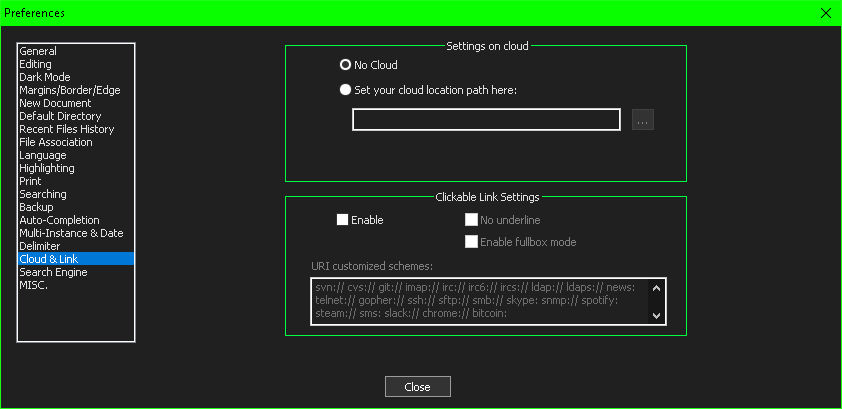 Preferences
General
Editing
Dark Mode
Margins/Border/Edge
New Document
Default Directory
Recent Files History
File Association
Language
Highlighting
Print
Searching
Backup
Auto-Completion
Multi-Instance & Date
Delimiter
Cloud & Link
Search Engine
MISC.
Settings on cloud
No Cloud
Set your cloud location path here:
...
Clickable Link Settings
Enable
No underline
Enable fullbox mode
URI customized schemes:
svn:// cvs:// git:// imap:// irc:// irc6:// ircs:// ldap:// ldaps:// news:
telnet:// gopher:// ssh:// sftp:// smb:// skype: snmp:// spotify:
steam:// sms: slack:// chrome:// bitcoin:
Close